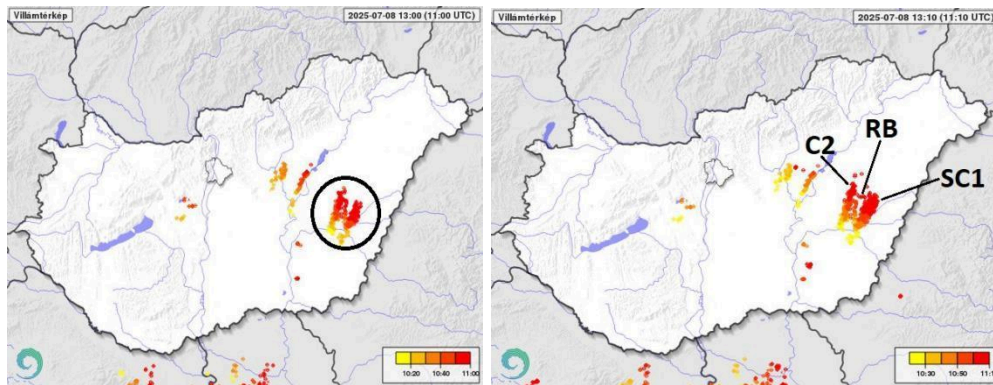 Villámtérkép
2025-07-08 13:00 (11:00 UTC)
10:20 10:40 11:00
Villámtérkép
2025-07-08 13:10 (11:10 UTC)
C2
RB
SC1
10:30 10:50